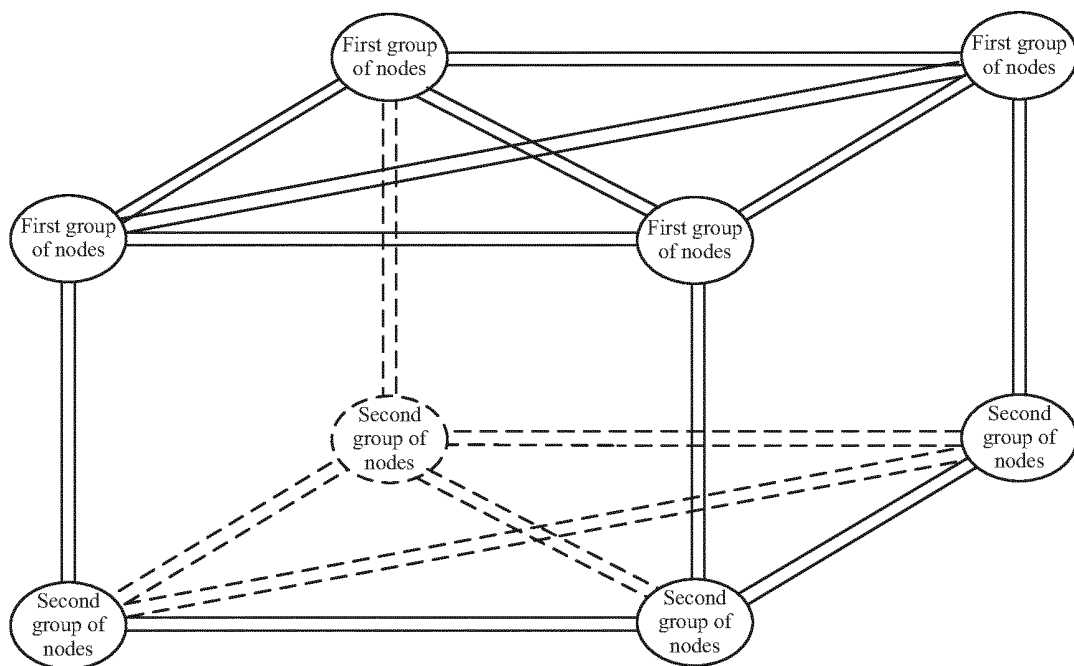 First group
of nodes
First group
of nodes
First group
of nodes
First group
of nodes
Second
group of
nodes
Second
group of
nodes
Second
group of
nodes
Second
group of
nodes